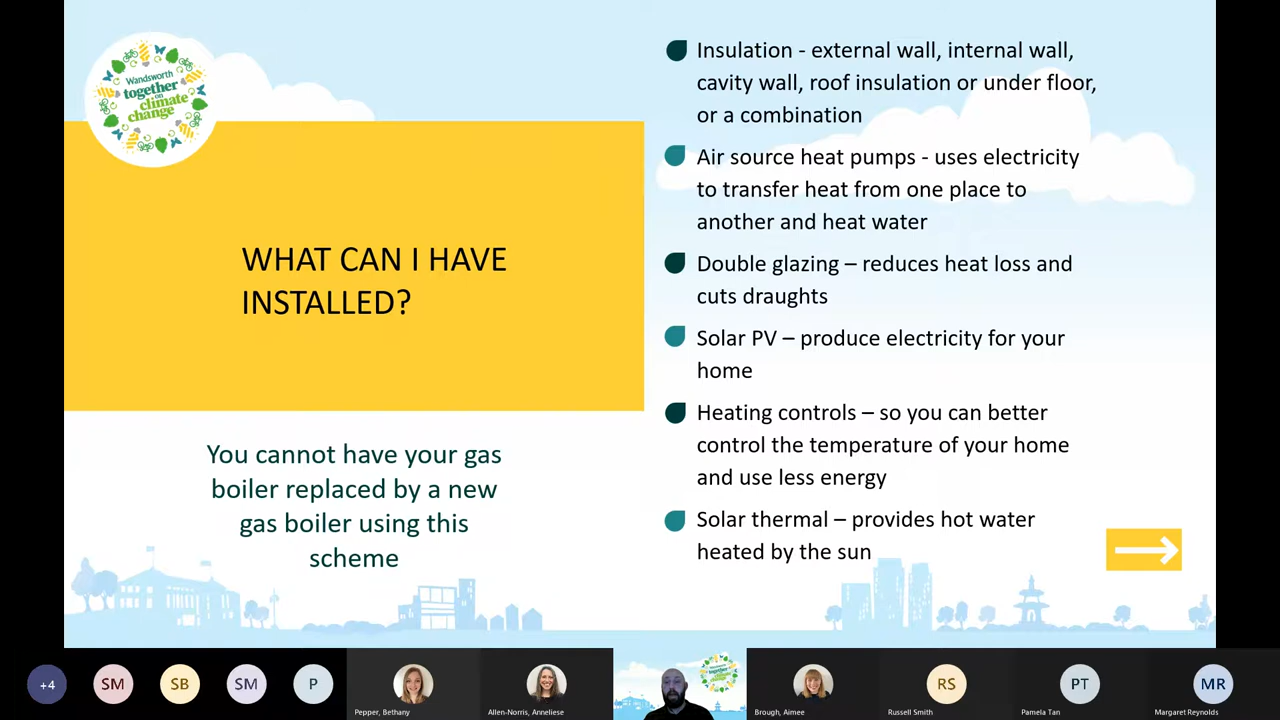 Wandsworth
together
on
climate
change
WHAT CAN I HAVE
INSTALLED?
You cannot have your gas
boiler replaced by a new
gas boiler using this
scheme
Insulation - external wall, internal wall,
cavity wall, roof insulation or under floor,
or a combination
Air source heat pumps - uses electricity
to transfer heat from one place to
another and heat water
Double glazing – reduces heat loss and
cuts draughts
Solar PV – produce electricity for your
home
Heating controls – so you can better
control the temperature of your home
and use less energy
Solar thermal – provides hot water
heated by the sun
+4
SM
SB
SM
P
Pepper, Bethany
Allen-Norris, Anneliese
Brough, Aimee
RS
Russell Smith
PT
Pamela Tan
MR
Margaret Reynolds